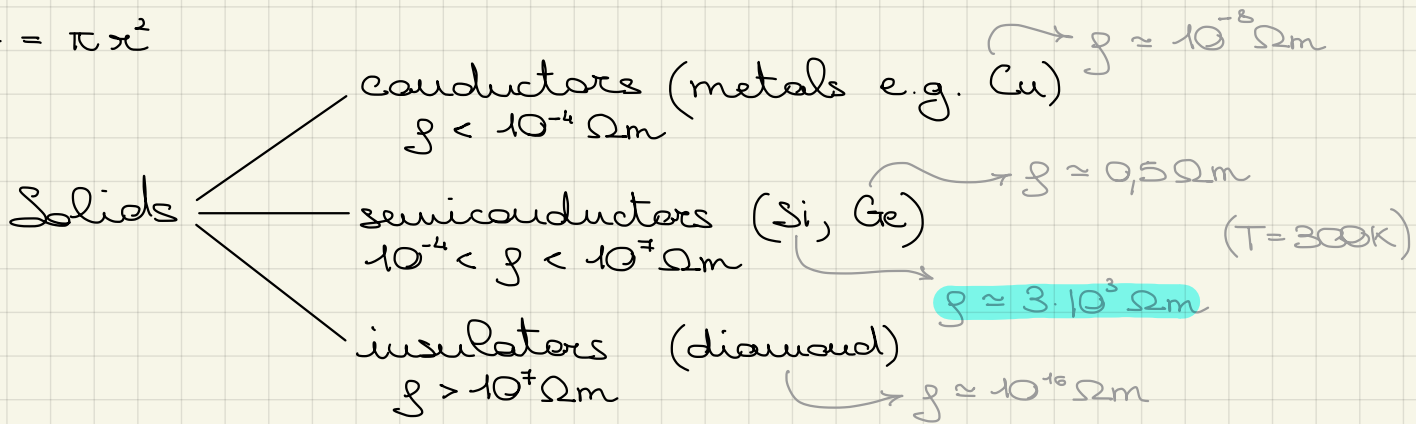 = πr²
ρ ≃ 10⁻⁸ Ωm
conductors (metals e.g. Cu)
ρ < 10⁻⁴ Ωm
ρ ≃ 0,5 Ωm
Solids
semiconductors (Si, Ge)
(T = 300K)
10⁻⁴ < ρ < 10⁷ Ωm
ρ ≃ 3·10³ Ωm
insulators (diamond)
ρ > 10⁷ Ωm
ρ ≃ 10¹⁶ Ωm